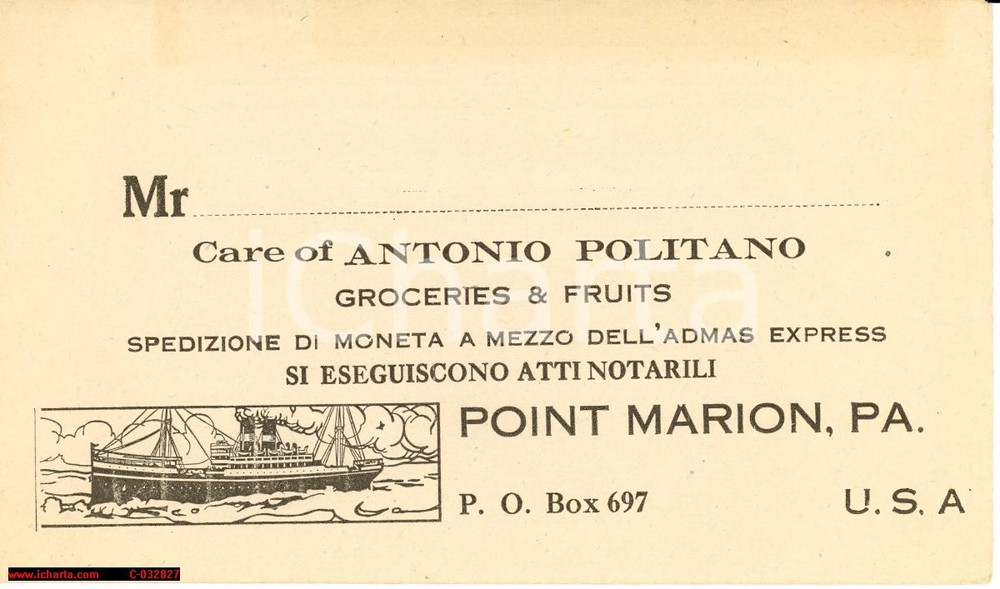 Mr
Care of ANTONIO POLITANO
GROCERIES & FRUITS
SPEDIZIONE DI MONETA A MEZZO DELL'ADMAS EXPRESS
SI ESEGUISCONO ATTI NOTARILI
POINT MARION, PA.
P. O. Box 697 U. S. A
iCharta
www.icharta.com C-032827